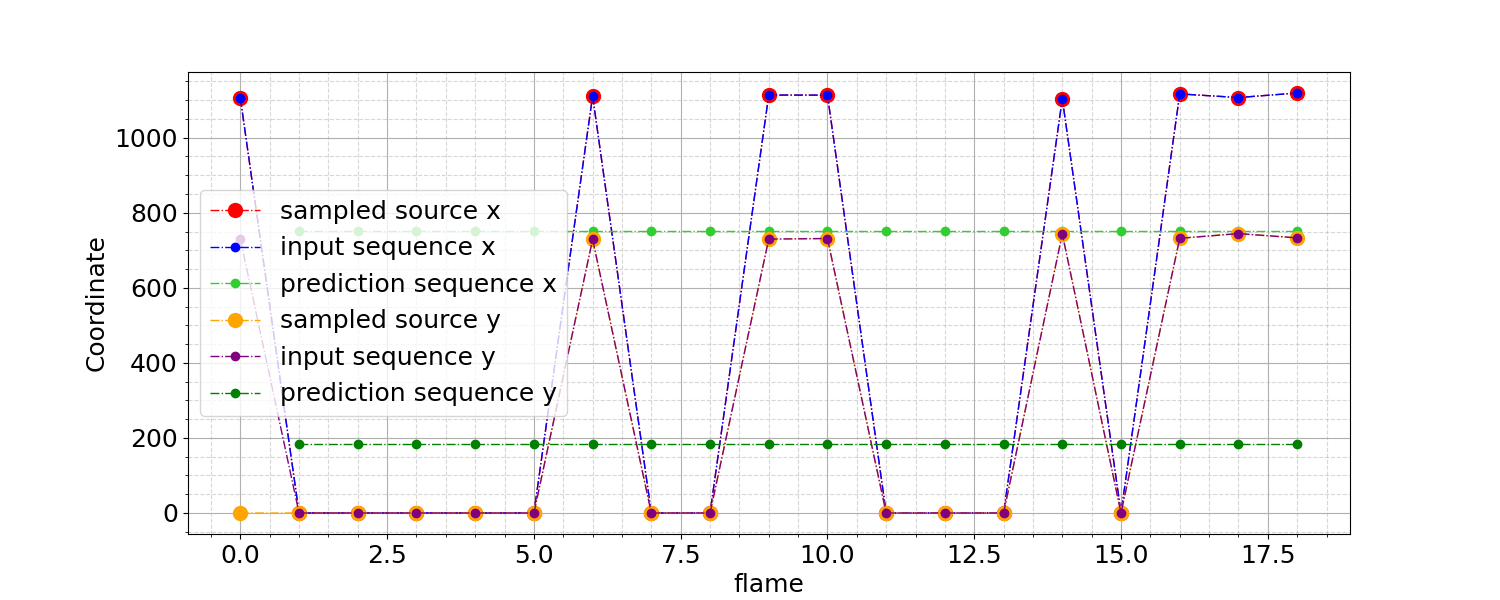 1000
800
600
400
200
0
Coordinate
sampled source x
input sequence x
prediction sequence x
sampled source y
input sequence y
prediction sequence y
0.0 2.5 5.0 7.5 10.0 12.5 15.0 17.5
flame